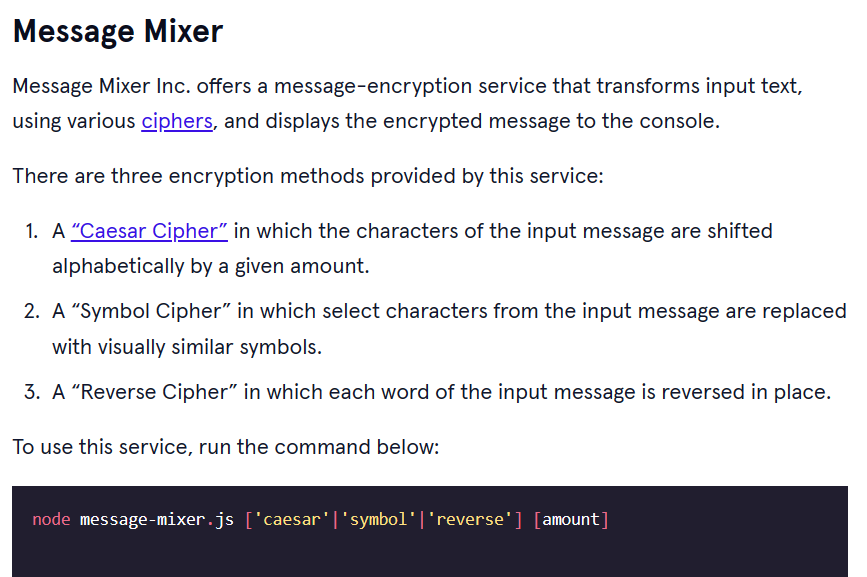 Message Mixer
Message Mixer Inc. offers a message-encryption service that transforms input text,
using various ciphers, and displays the encrypted message to the console.
There are three encryption methods provided by this service:
1. A “Caesar Cipher” in which the characters of the input message are shifted
alphabetically by a given amount.
2. A “Symbol Cipher” in which select characters from the input message are replaced
with visually similar symbols.
3. A “Reverse Cipher” in which each word of the input message is reversed in place.
To use this service, run the command below:
node message-mixer.js ['caesar'|'symbol'|'reverse'] [amount]